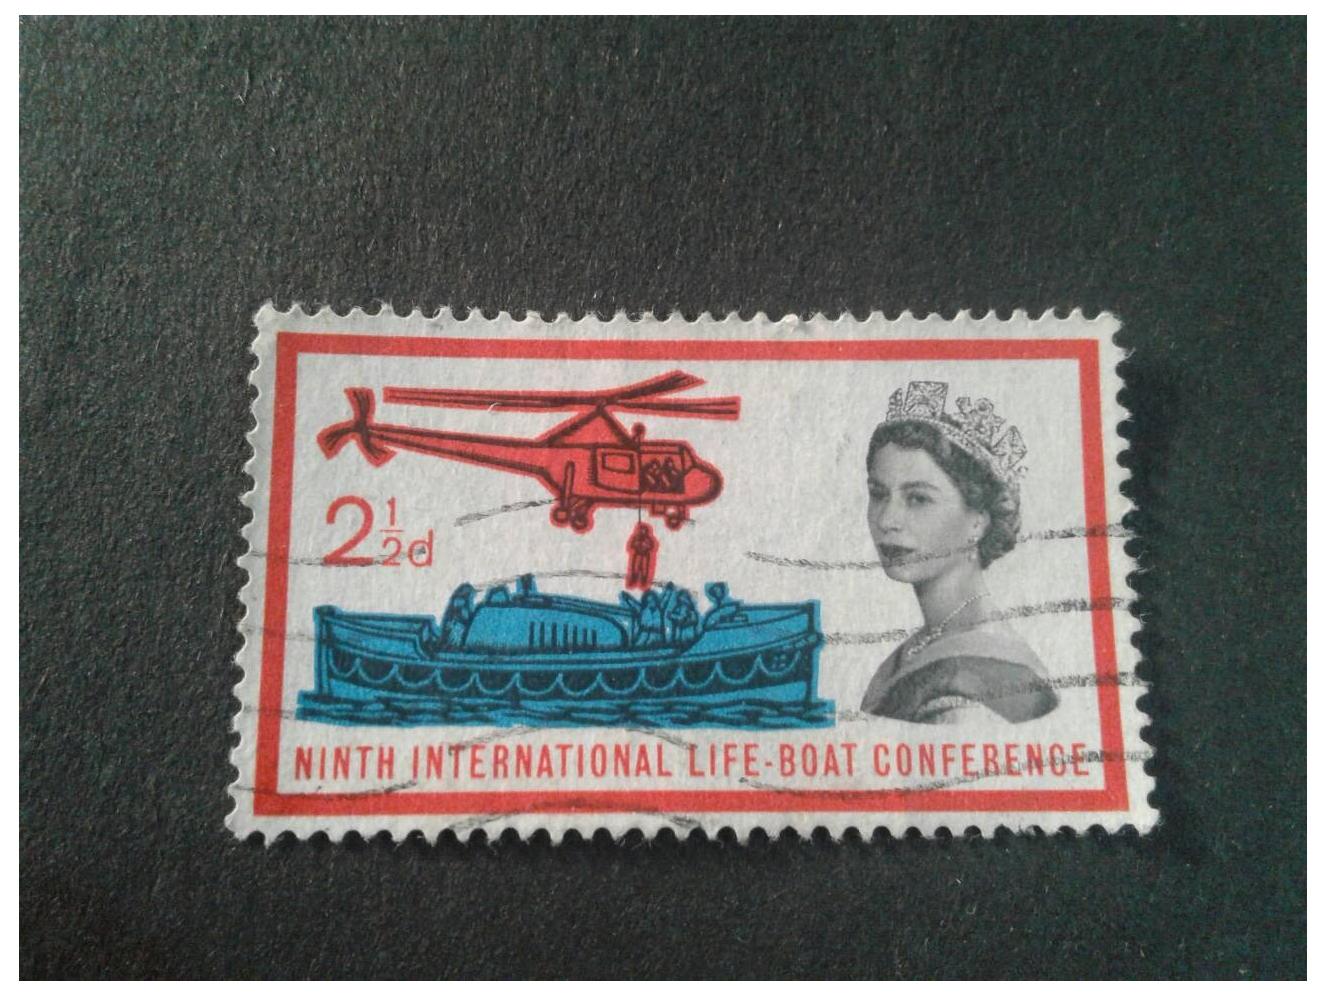 2½d
NINTH INTERNATIONAL LIFE-BOAT CONFERENCE